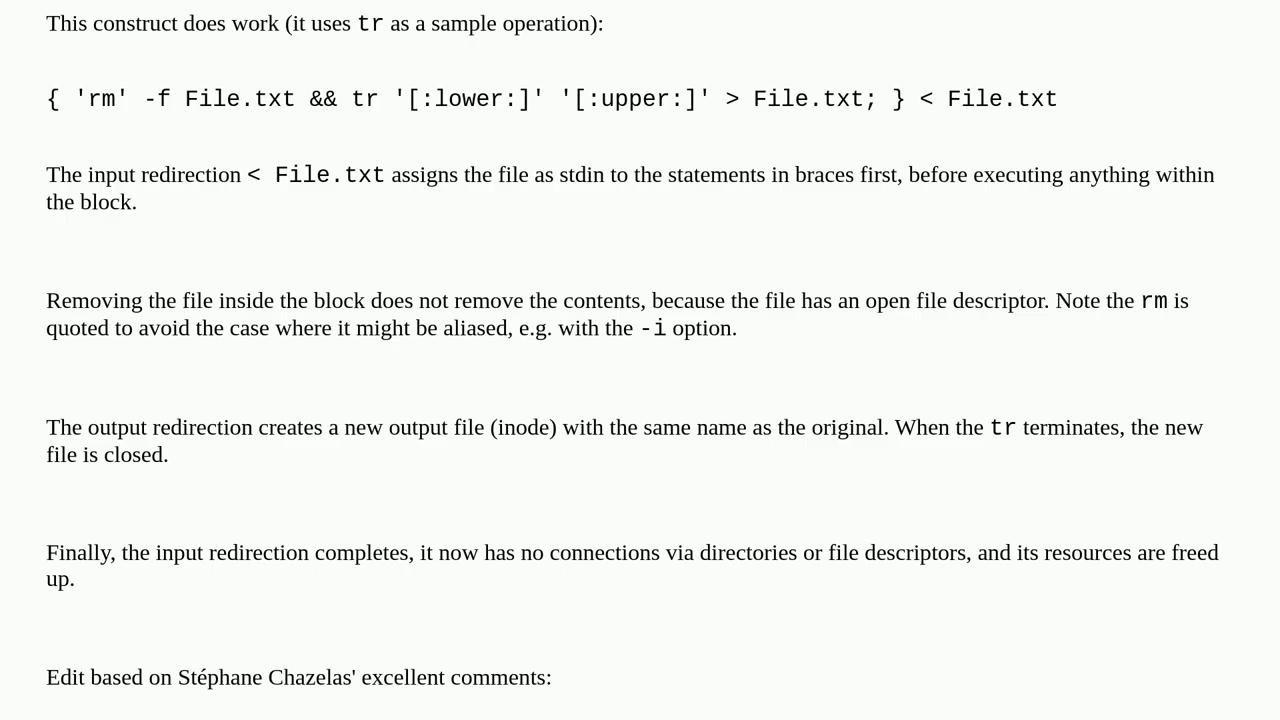 This construct does work (it uses tr as a sample operation):
{ 'rm' -f File.txt && tr '[:lower:]' '[:upper:]' > File.txt; } < File.txt
The input redirection < File.txt assigns the file as stdin to the statements in braces first, before executing anything within
the block.
Removing the file inside the block does not remove the contents, because the file has an open file descriptor. Note the rm is
quoted to avoid the case where it might be aliased, e.g. with the -i option.
The output redirection creates a new output file (inode) with the same name as the original. When the tr terminates, the new
file is closed.
Finally, the input redirection completes, it now has no connections via directories or file descriptors, and its resources are freed
up.
Edit based on Stéphane Chazelas' excellent comments: